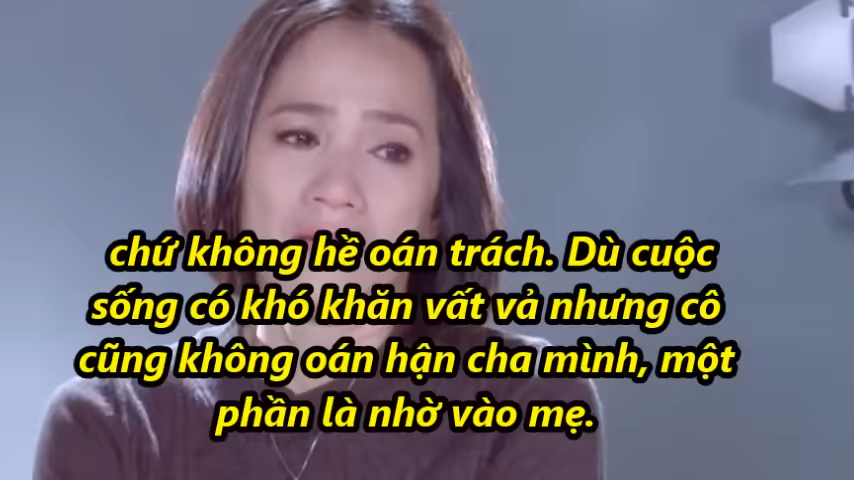 chứ không hề oán trách. Dù cuộc
sống có khó khăn vất vả nhưng cô
cũng không oán hận cha mình, một
phần là nhờ vào mẹ.